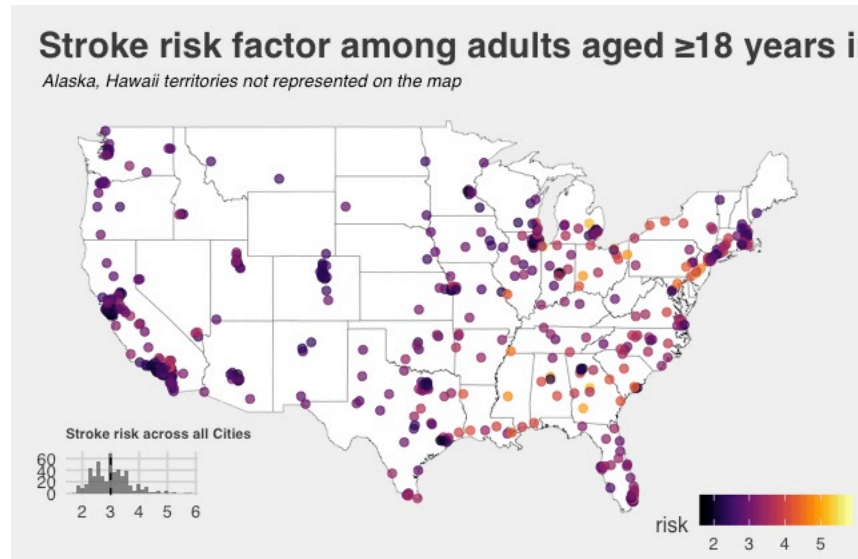 Stroke risk factor among adults aged ≥18 years i
Alaska, Hawaii territories not represented on the map
Stroke risk across all Cities
60
40
20
0
2 3 4 5 6
risk
2 3 4 5